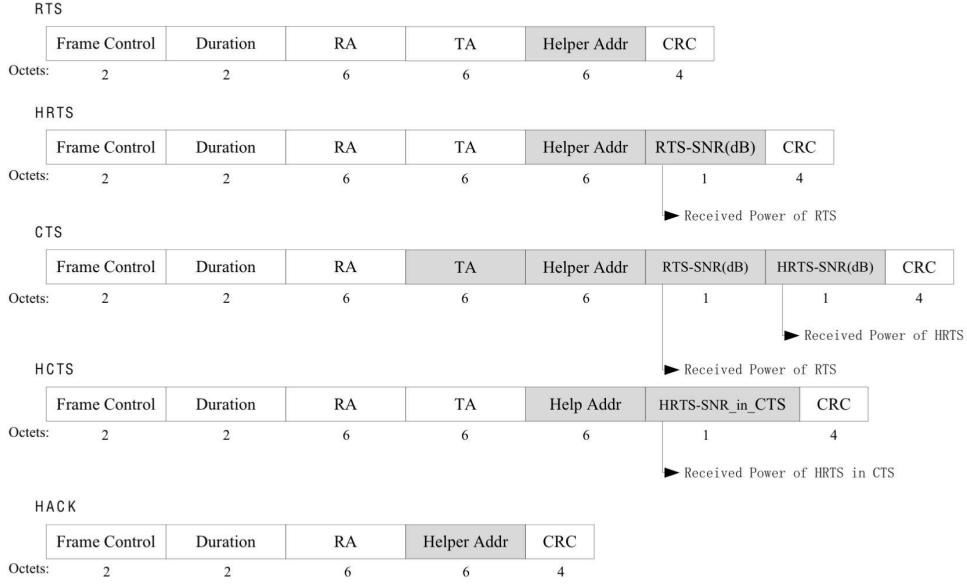 RTS
Frame Control Duration RA TA Helper Addr CRC
Octets: 2 2 6 6 6 4
HRTS
Frame Control Duration RA TA Helper Addr RTS-SNR(dB) CRC
Octets: 2 2 6 6 6 1 4
Received Power of RTS
CTS
Frame Control Duration RA TA Helper Addr RTS-SNR(dB) HRTS-SNR(dB) CRC
Octets: 2 2 6 6 6 1 1 4
Received Power of HRTS
Received Power of RTS
HCTS
Frame Control Duration RA TA Help Addr HRTS-SNR_in_CTS CRC
Octets: 2 2 6 6 6 1 4
Received Power of HRTS in CTS
HACK
Frame Control Duration RA Helper Addr CRC
Octets: 2 2 6 6 4